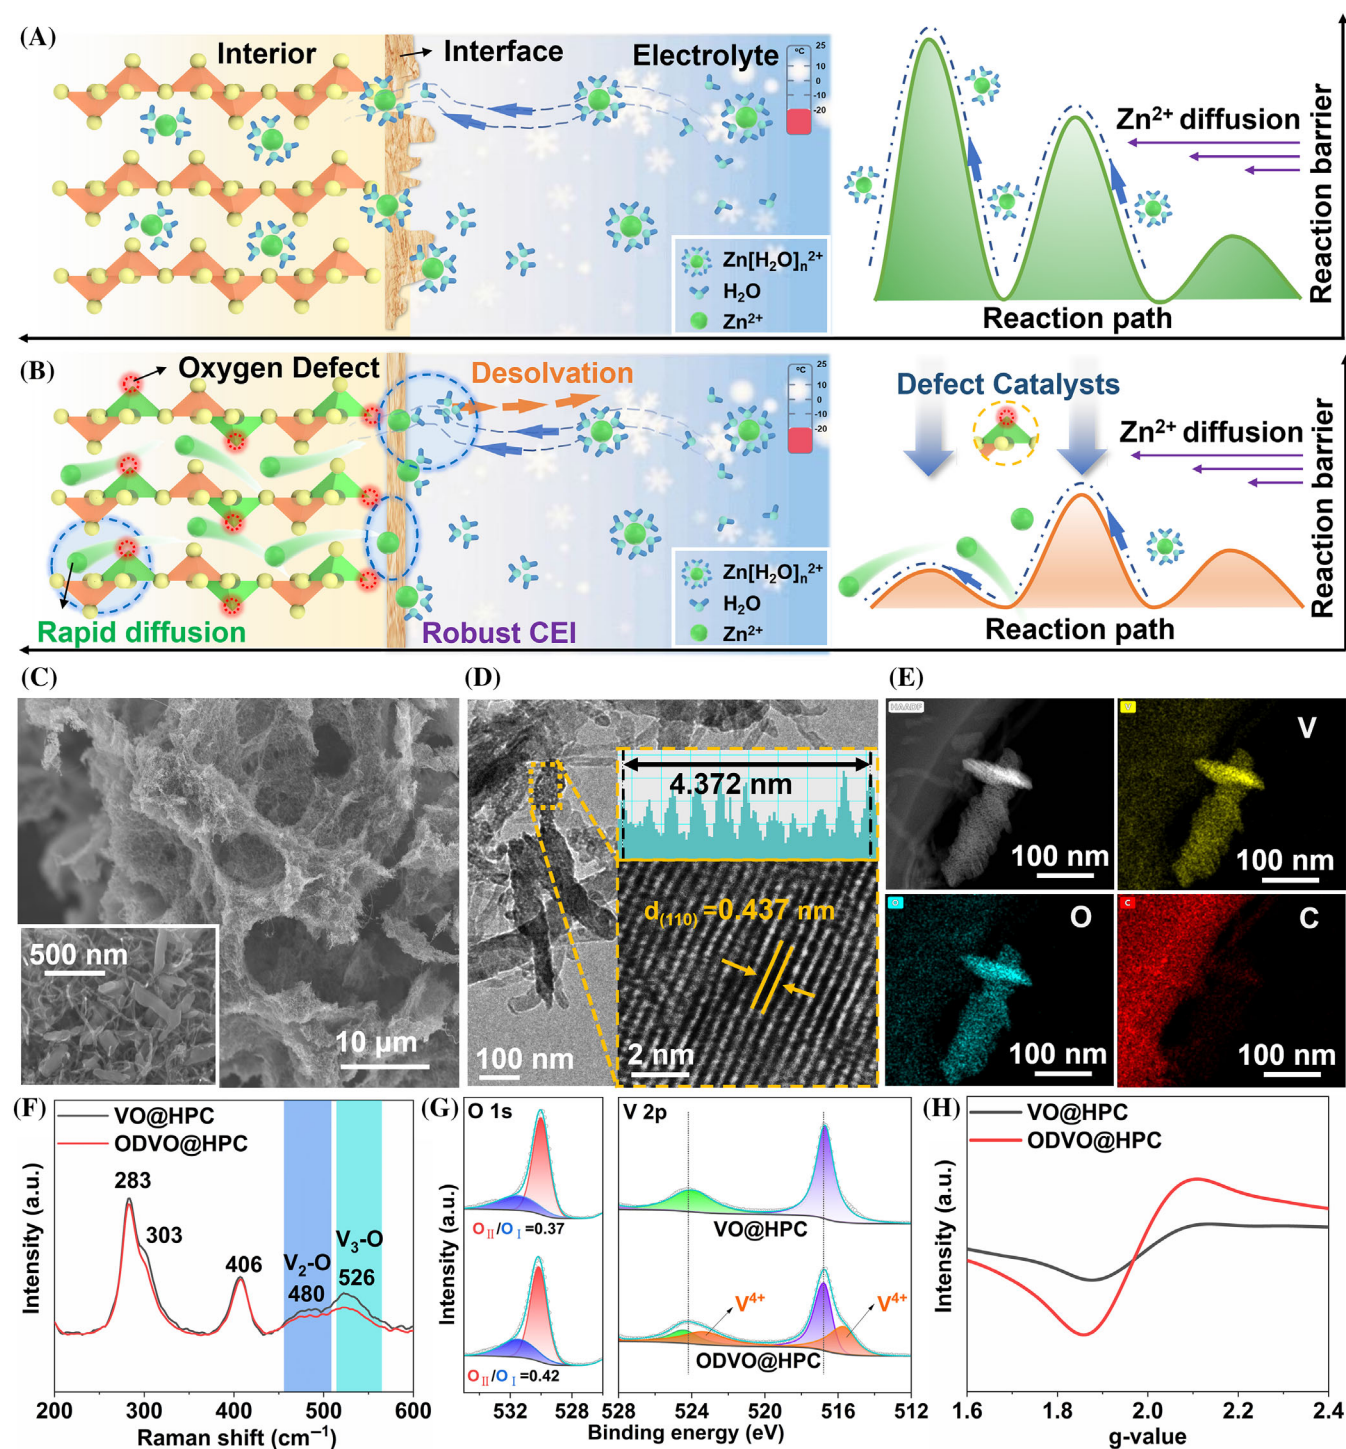 (A)
Interior
Interface
Electrolyte
°C
25
10
0
-10
-20
Zn[H₂O]ₙ²⁺
H₂O
Zn²⁺
Zn²⁺ diffusion
Reaction barrier
Reaction path
(B)
Oxygen Defect
Desolvation
°C
25
10
0
-10
-20
Rapid diffusion
Robust CEI
Zn[H₂O]ₙ²⁺
H₂O
Zn²⁺
Defect Catalysts
Zn²⁺ diffusion
Reaction barrier
Reaction path
(C)
500 nm
10 μm
(D)
4.372 nm
d₍₁₁₀₎=0.437 nm
100 nm
2 nm
(E)
HAADF
100 nm
V
V
100 nm
O
O
100 nm
C
C
100 nm
(F)
VO@HPC
ODVO@HPC
283
303
406
V₂-O
480
V₃-O
526
Intensity (a.u.)
200 300 400 500 600
Raman shift (cm⁻¹)
(G)
O 1s
V 2p
O II/O I=0.37
VO@HPC
V⁴⁺
V⁴⁺
O II/O I=0.42
ODVO@HPC
Intensity (a.u.)
532 528 528 524 520 516 512
Binding energy (eV)
(H)
VO@HPC
ODVO@HPC
Intensity (a.u.)
1.6 1.8 2.0 2.2 2.4
g-value